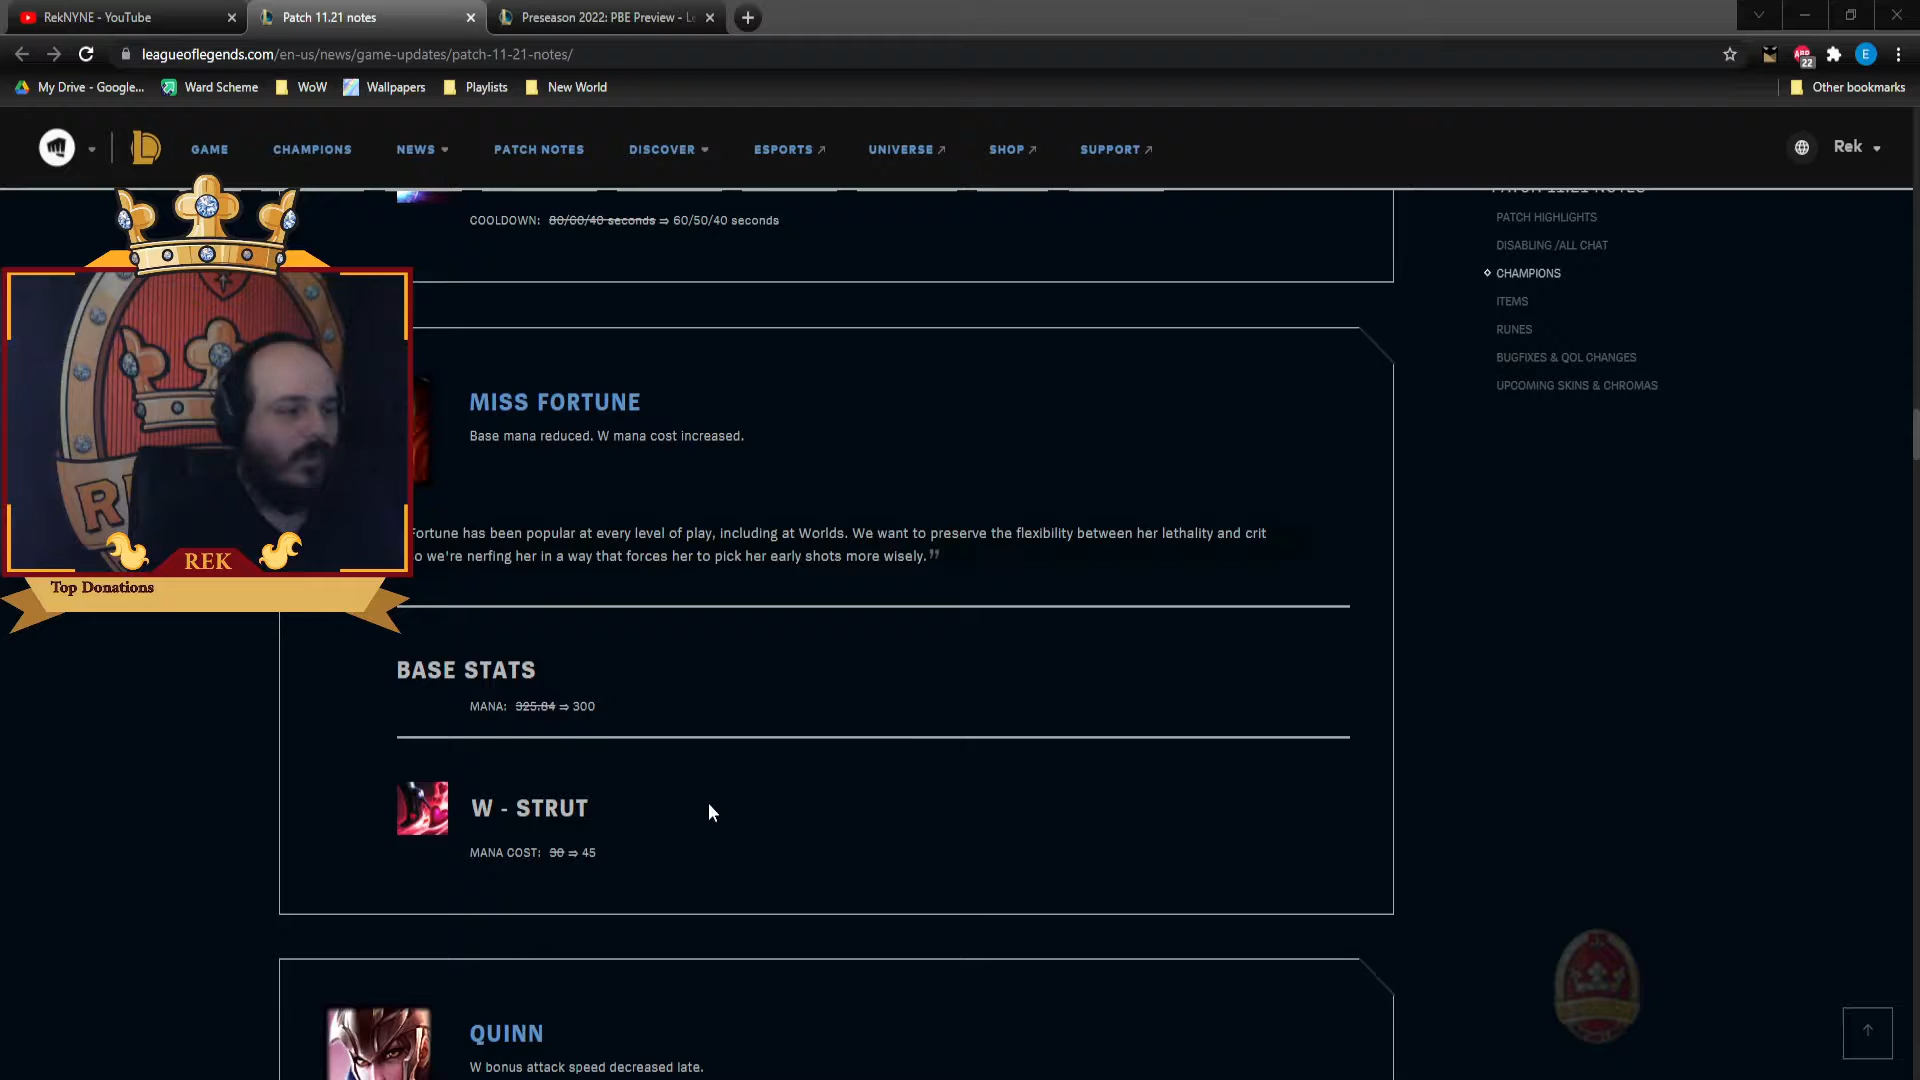 RekNYNE - YouTube
Patch 11.21 notes
Preseason 2022: PBE Preview - Le
leagueoflegends.com/en-us/news/game-updates/patch-11-21-notes/
22
E
My Drive - Google...
Ward Scheme
WoW
Wallpapers
Playlists
New World
Other bookmarks
GAME
CHAMPIONS
NEWS
PATCH NOTES
DISCOVER
ESPORTS
UNIVERSE
SHOP
SUPPORT
Rek
COOLDOWN: 80/60/40 seconds ⇒ 60/50/40 seconds
PATCH 11.21 NOTES
PATCH HIGHLIGHTS
DISABLING /ALL CHAT
CHAMPIONS
ITEMS
RUNES
BUGFIXES & QOL CHANGES
UPCOMING SKINS & CHROMAS
REK
Top Donations
MISS FORTUNE
Base mana reduced. W mana cost increased.
Fortune has been popular at every level of play, including at Worlds. We want to preserve the flexibility between her lethality and crit
o we're nerfing her in a way that forces her to pick her early shots more wisely.”
BASE STATS
MANA: 325.84 ⇒ 300
W - STRUT
MANA COST: 30 ⇒ 45
QUINN
W bonus attack speed decreased late.